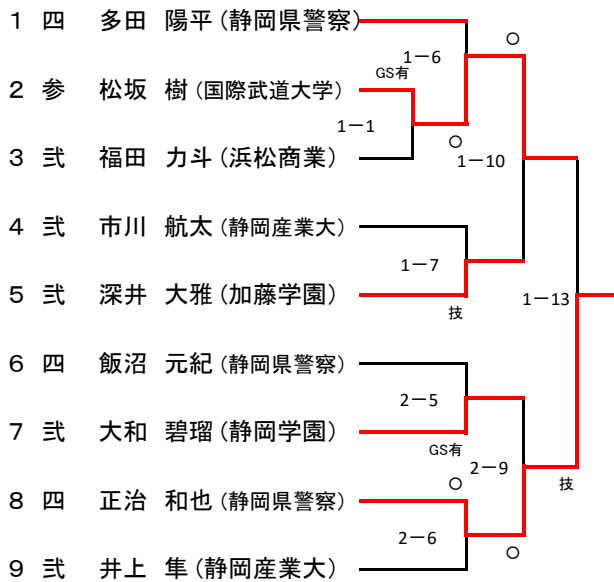 1 四 多田 陽平(静岡県警察)
○
1－6
GS有
2 参 松坂 樹(国際武道大学)
1－1
○
3 弐 福田 力斗(浜松商業)
1－10
4 弐 市川 航太(静岡産業大)
1－7
5 弐 深井 大雅(加藤学園)
1－13
技
6 四 飯沼 元紀(静岡県警察)
2－5
7 弐 大和 碧瑠(静岡学園)
GS有
2－9
○
技
8 四 正治 和也(静岡県警察)
2－6
○
9 弐 井上 隼(静岡産業大)